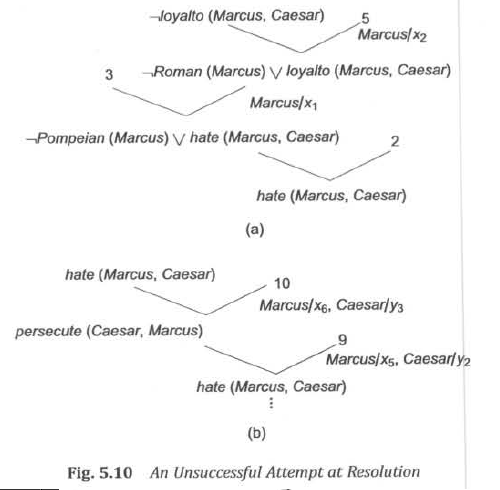 ¬loyalto (Marcus, Caesar) 5
Marcus/x₂
3 ¬Roman (Marcus) ∨ loyalto (Marcus, Caesar)
Marcus/x₁
¬Pompeian (Marcus) ∨ hate (Marcus, Caesar) 2
hate (Marcus, Caesar)
(a)
hate (Marcus, Caesar) 10
Marcus/x₆, Caesar/y₃
persecute (Caesar, Marcus) 9
Marcus/x₅, Caesar/y₂
hate (Marcus, Caesar)
⋮
(b)
Fig. 5.10 An Unsuccessful Attempt at Resolution